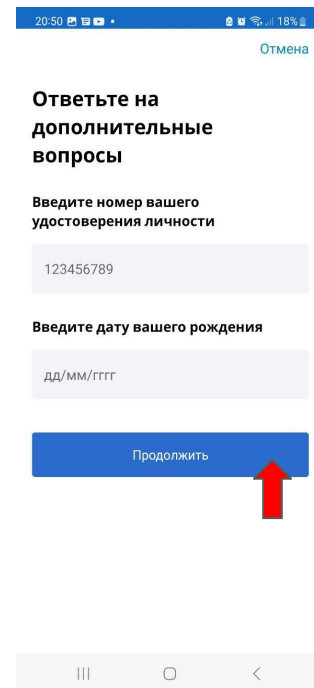 20:50
18%
Отмена
Ответьте на
дополнительные
вопросы
Введите номер вашего
удостоверения личности
123456789
Введите дату вашего рождения
дд/мм/гггг
Продолжить